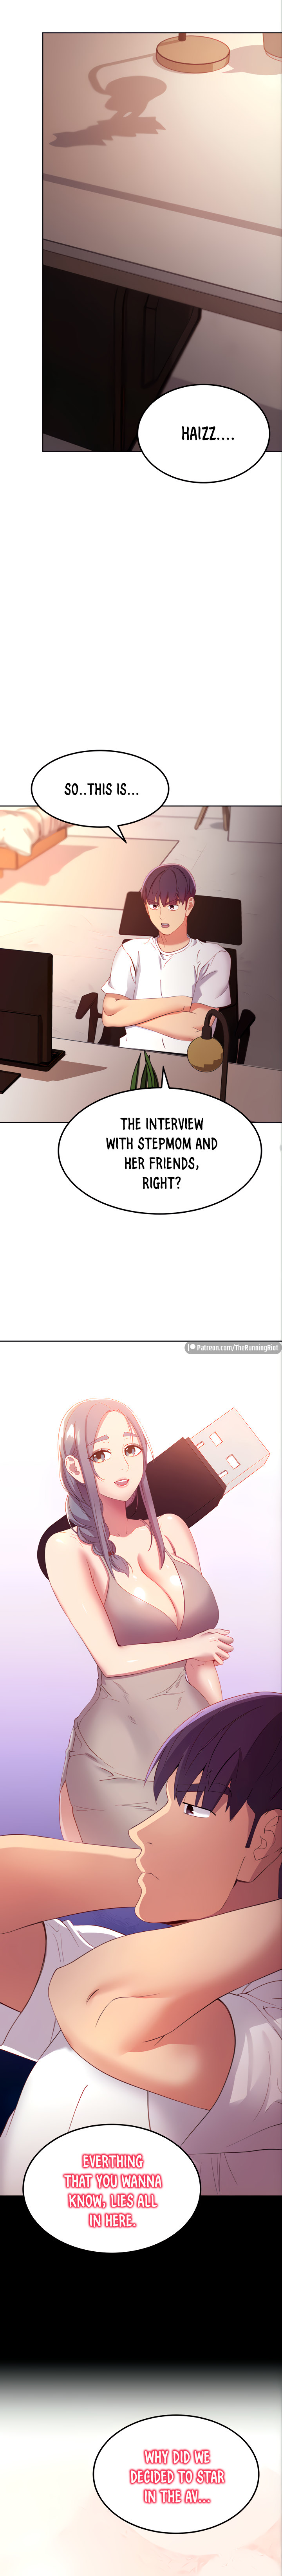 HAIZZ....
SO..THIS IS...
THE INTERVIEW
WITH STEPMOM AND
HER FRIENDS,
RIGHT?
Patreon.com/TheRunningRiot
EVERTHING
THAT YOU WANNA
KNOW, LIES ALL
IN HERE.
WHY DID WE
DECIDED TO STAR
IN THE AV...